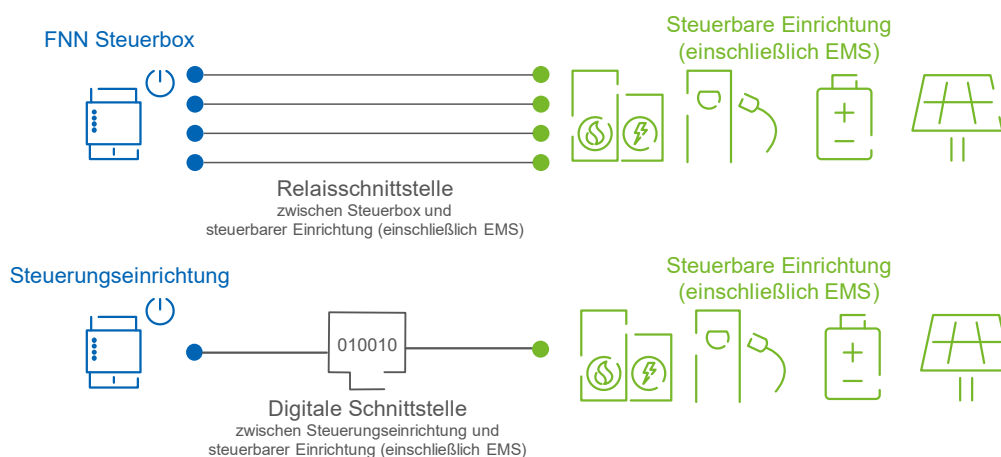 FNN Steuerbox
Steuerbare Einrichtung
(einschließlich EMS)
Relaisschnittstelle
zwischen Steuerbox und
steuerbarer Einrichtung (einschließlich EMS)
Steuerungseinrichtung
Steuerbare Einrichtung
(einschließlich EMS)
010010
Digitale Schnittstelle
zwischen Steuerungseinrichtung und
steuerbarer Einrichtung (einschließlich EMS)